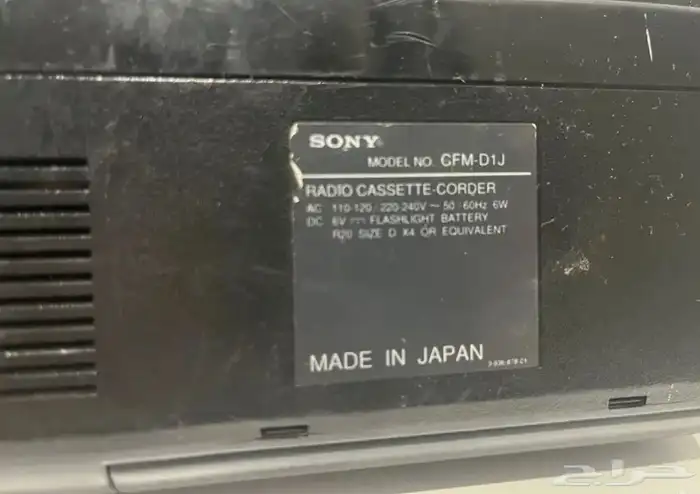 SONY
MODEL NO. CFM-D1J
RADIO CASSETTE-CORDER
AC 110-120 / 220-240V ~ 50 / 60Hz 6W
DC 6V ⎓ FLASHLIGHT BATTERY
R20 SIZE D X4 OR EQUIVALENT
MADE IN JAPAN
حراج